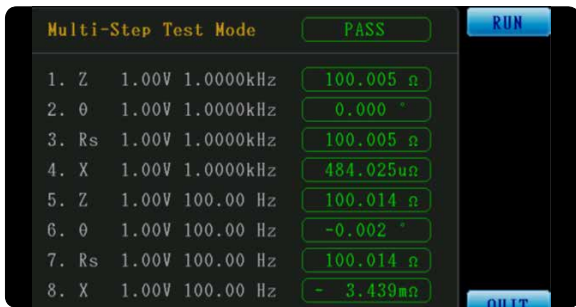 Multi-Step Test Mode PASS RUN
1. Z 1.00V 1.0000kHz 100.005 Ω
2. θ 1.00V 1.0000kHz 0.000 °
3. Rs 1.00V 1.0000kHz 100.005 Ω
4. X 1.00V 1.0000kHz 484.025uΩ
5. Z 1.00V 100.00 Hz 100.014 Ω
6. θ 1.00V 100.00 Hz -0.002 °
7. Rs 1.00V 100.00 Hz 100.014 Ω
8. X 1.00V 100.00 Hz - 3.439mΩ
QUIT